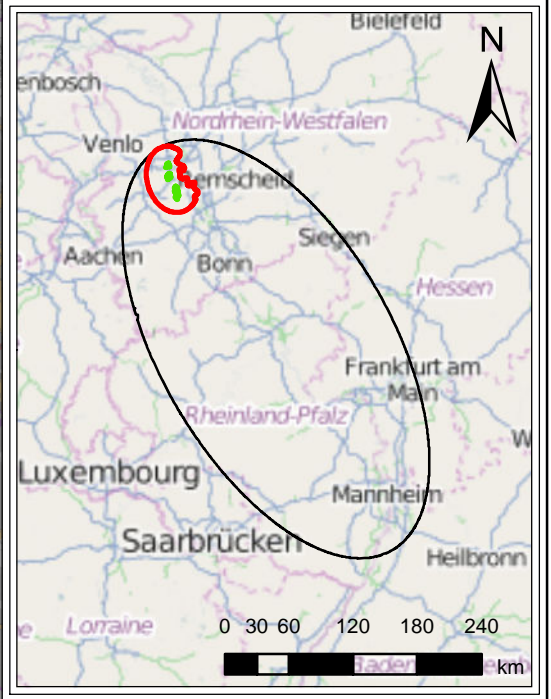 Bielefeld
N
enbosch
Nordrhein-Westfalen
Venlo
emscheid
Siegen
Aachen
Bonn
Hessen
Frankfurt am
Main
Rheinland-Pfalz
W
Luxembourg
Mannheim
Saarbrücken
Heilbronn
e
Lorraine
0 30 60 120 180 240
km
Baden